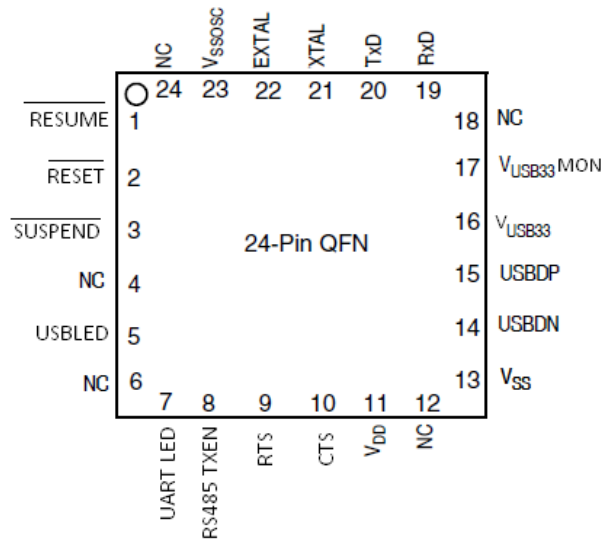 NC
VSSOSC
EXTAL
XTAL
TxD
RxD
24
23
22
21
20
19
RESUME 1
18 NC
RESET 2
17 VUSB33 MON
SUSPEND 3
16 VUSB33
24-Pin QFN
NC 4
15 USBDP
USBLED 5
14 USBDN
NC 6
13 VSS
7
8
9
10
11
12
UART LED
RS485 TXEN
RTS
CTS
VDD
NC